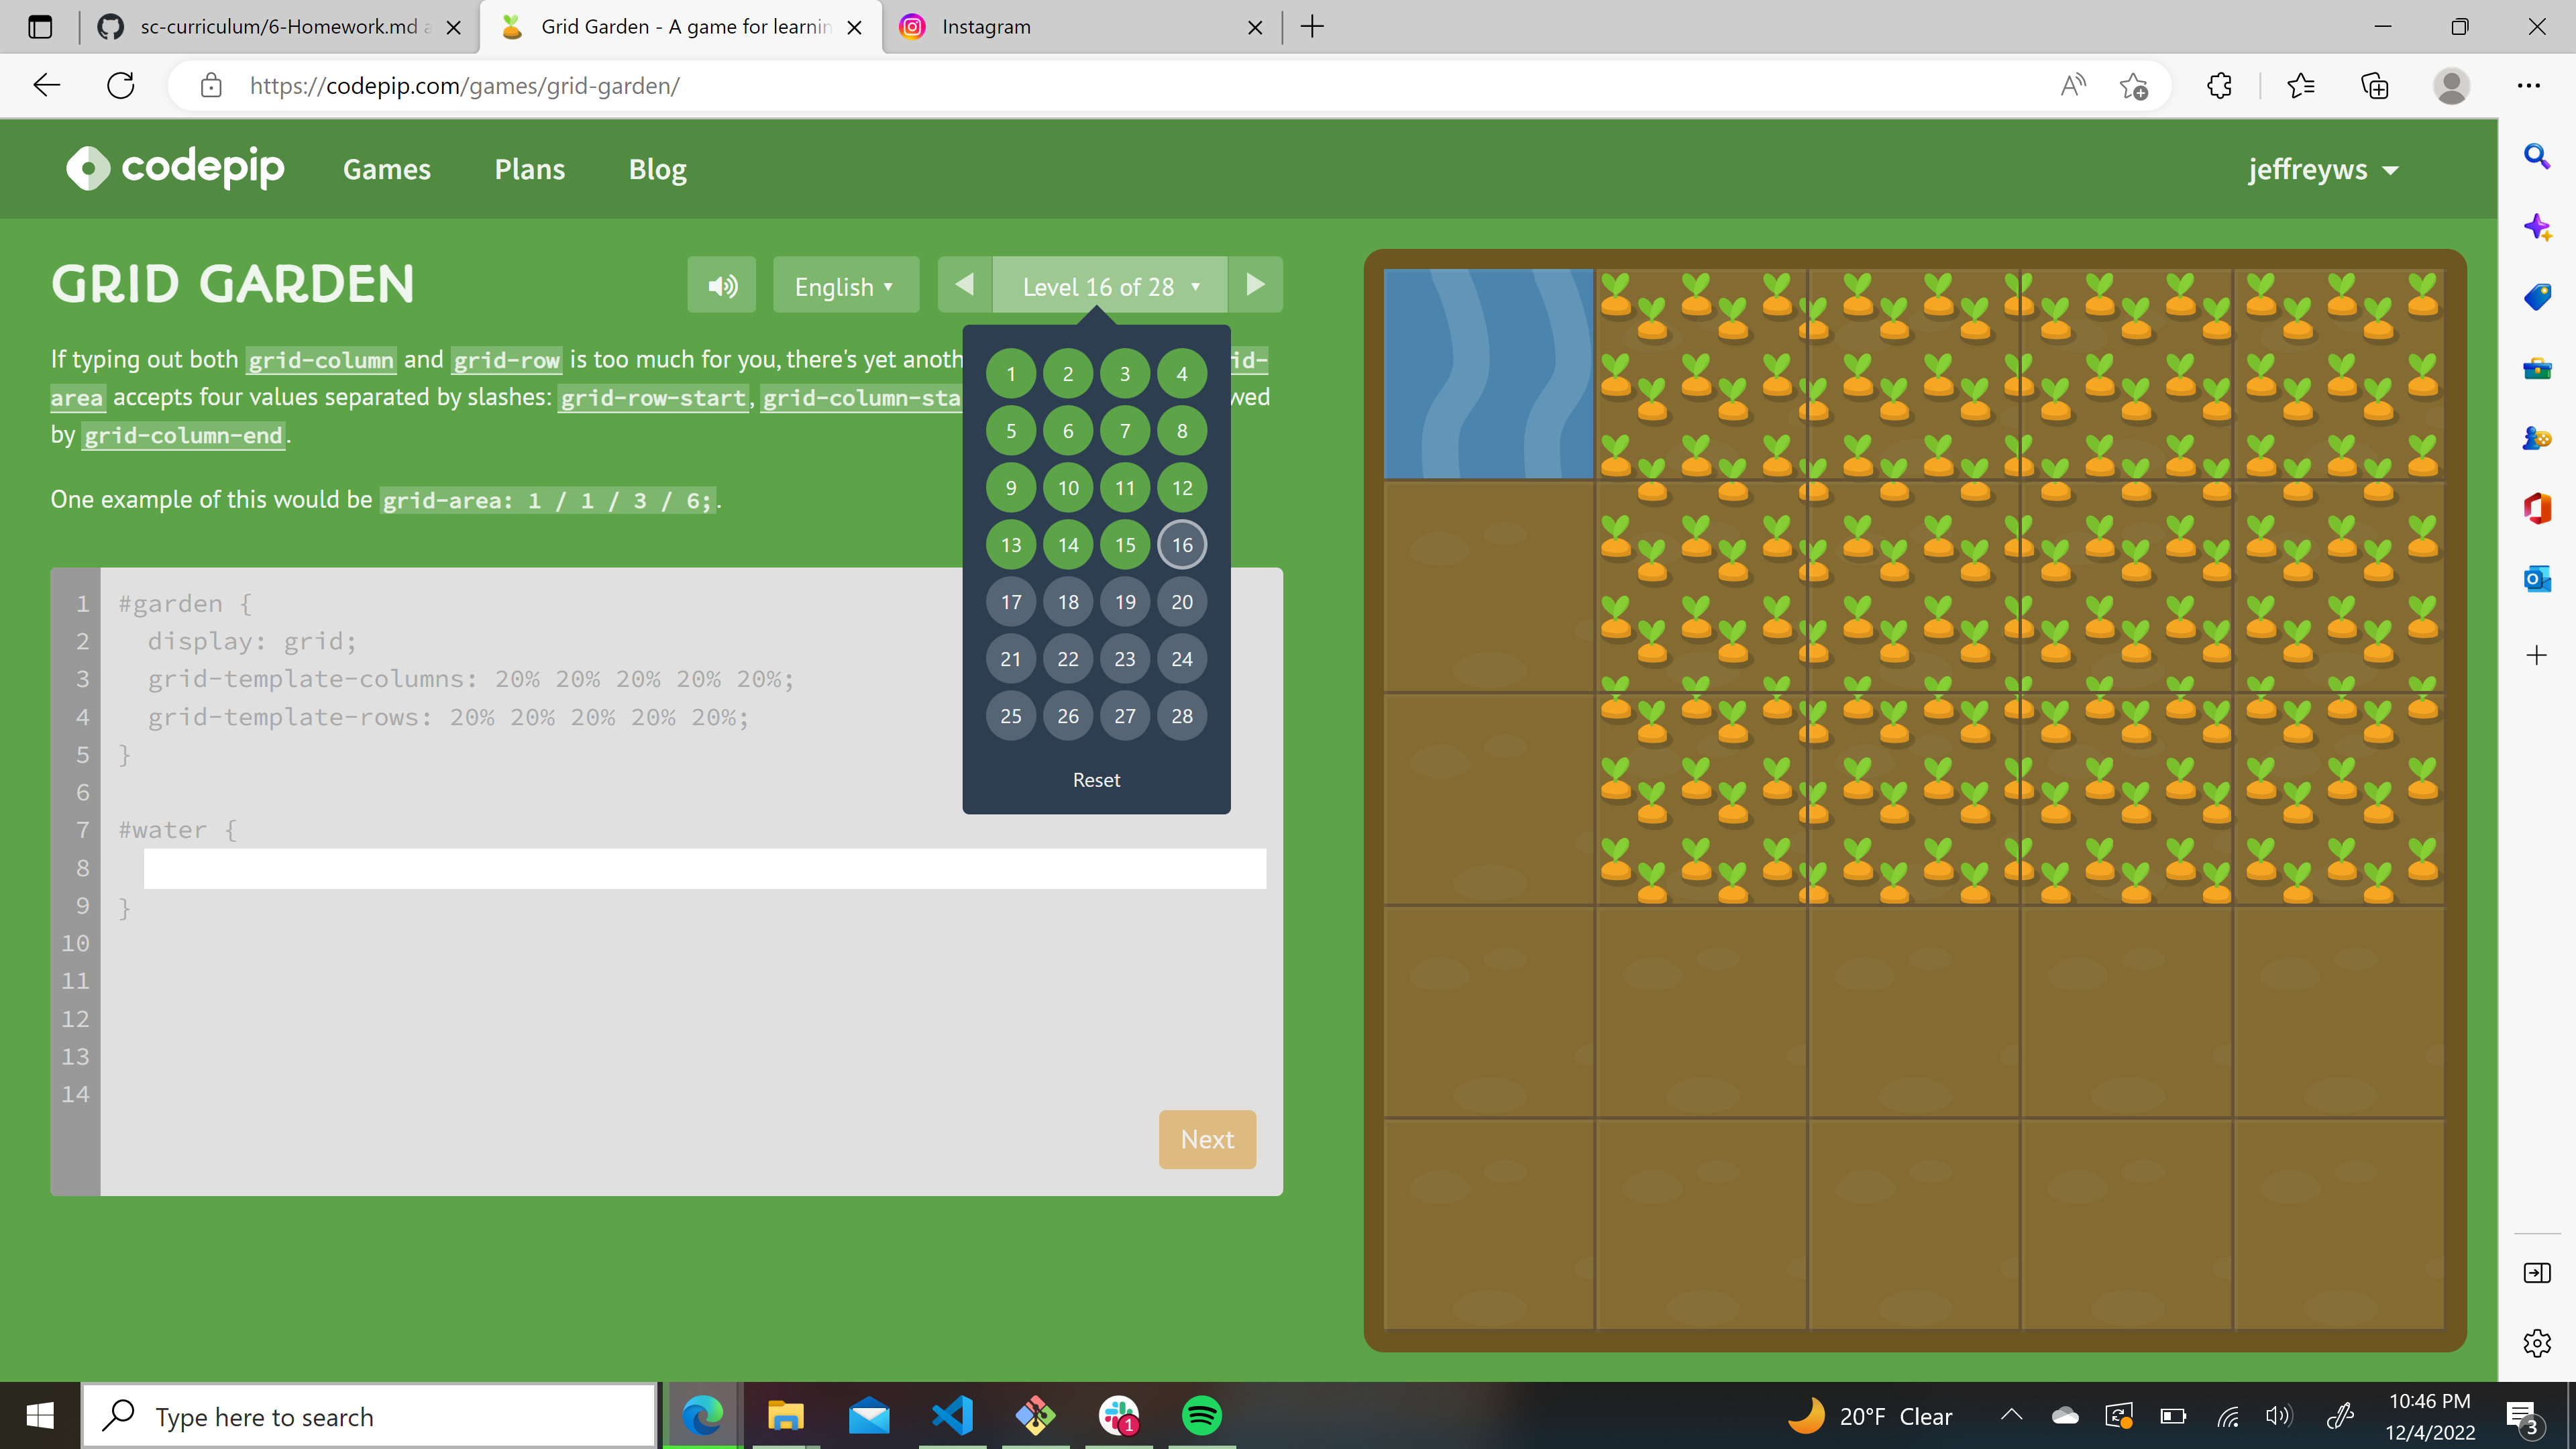 sc-curriculum/6-Homework.md a
Grid Garden - A game for learnin
Instagram
https://codepip.com/games/grid-garden/
codepip
Games
Plans
Blog
jeffreyws
GRID GARDEN
English
Level 16 of 28
If typing out both grid-column and grid-row is too much for you, there's yet anoth
id-
area accepts four values separated by slashes: grid-row-start, grid-column-sta
wed
by grid-column-end.
One example of this would be grid-area: 1 / 1 / 3 / 6;.
1 2 3 4
5 6 7 8
9 10 11 12
13 14 15 16
17 18 19 20
21 22 23 24
25 26 27 28
Reset
1 #garden {
2 display: grid;
3 grid-template-columns: 20% 20% 20% 20% 20%;
4 grid-template-rows: 20% 20% 20% 20% 20%;
5 }
6
7 #water {
8
9 }
10
11
12
13
14
Next
Type here to search
1
20°F Clear
10:46 PM
12/4/2022
3